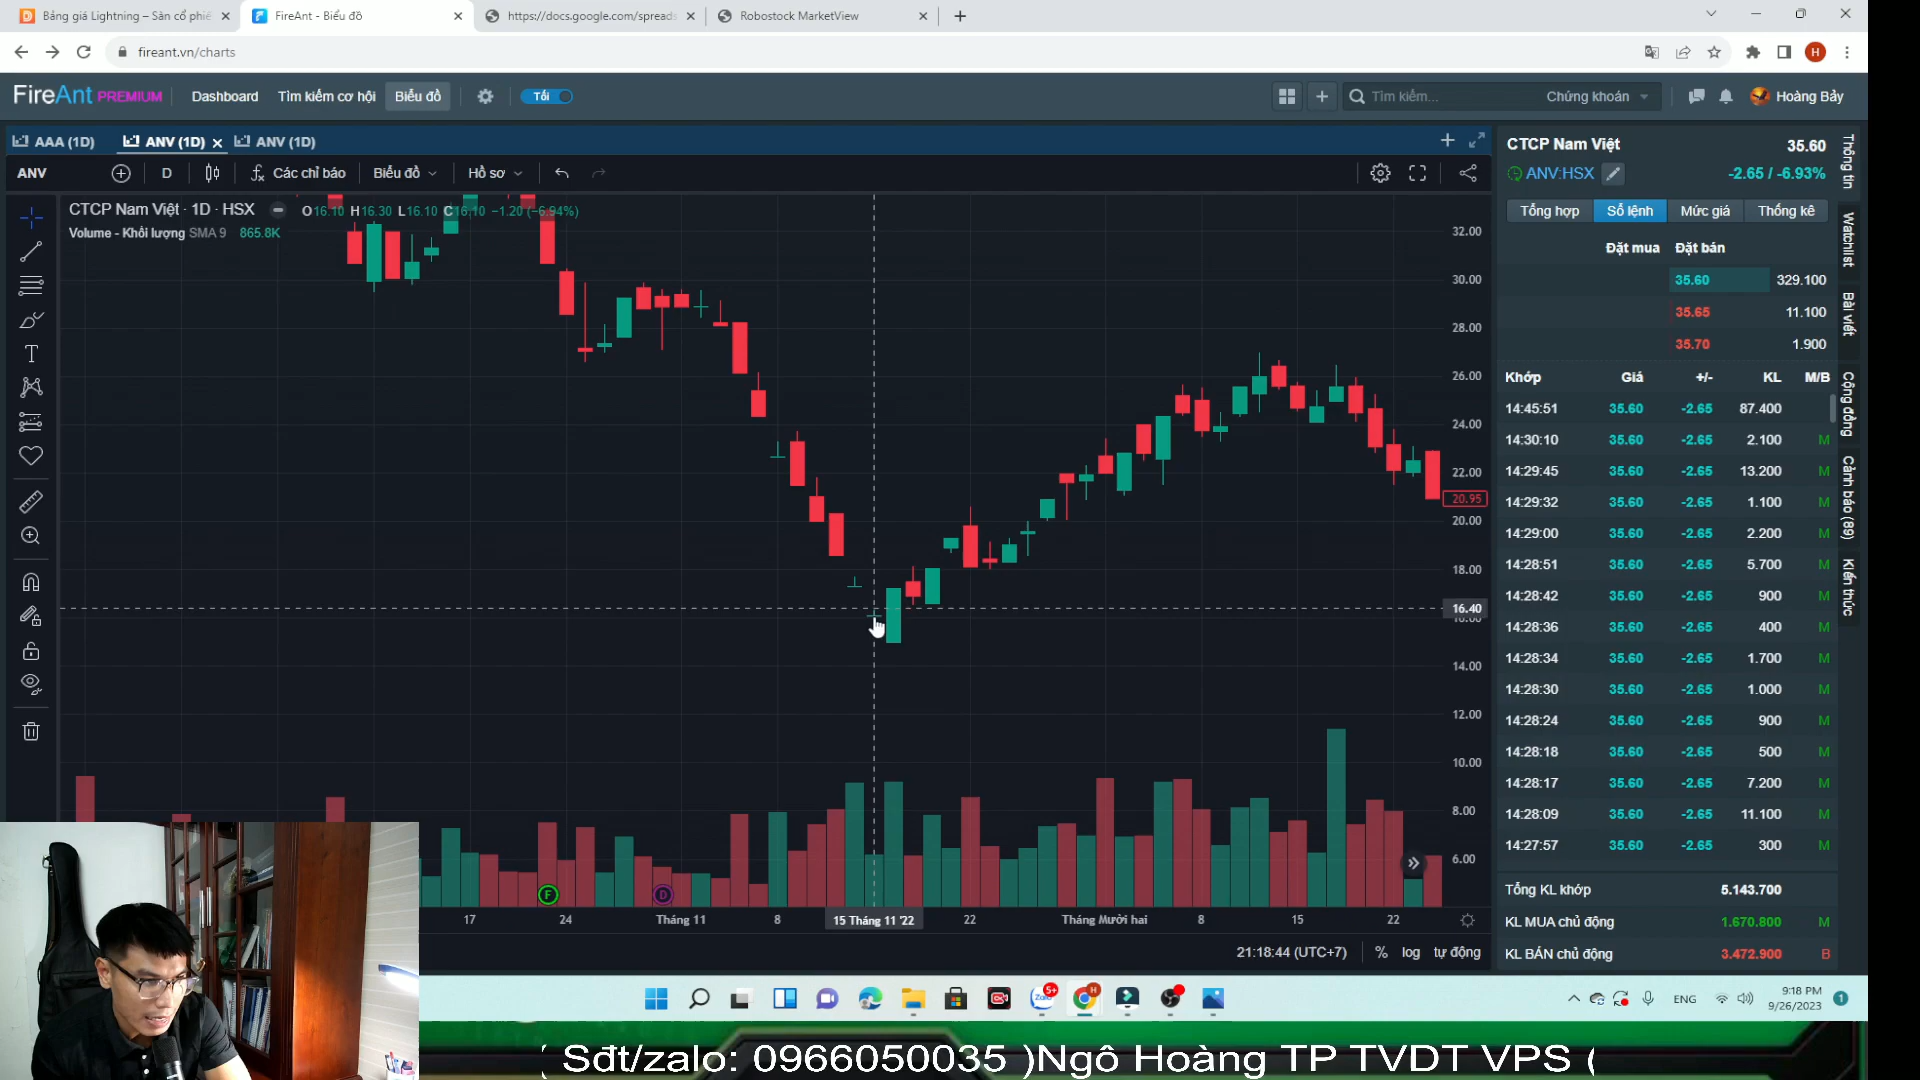 Bảng giá Lightning – Sàn cổ phiế
FireAnt - Biểu đồ
https://docs.google.com/spreads
Robostock MarketView
fireant.vn/charts
H
FireAnt PREMIUM
Dashboard
Tìm kiếm cơ hội
Biểu đồ
Tối
Tìm kiếm...
Chứng khoán
Hoàng Bảy
AAA (1D)
ANV (1D)
ANV (1D)
ANV
D
Các chỉ báo
Biểu đồ
Hồ sơ
CTCP Nam Việt · 1D · HSX
O16.10 H16.30 L16.10 C16.10 −1.20 (−6.94%)
Volume - Khối lượng SMA 9 865.8K
32.00
30.00
28.00
26.00
24.00
22.00
20.95
20.00
18.00
16.40
16.00
14.00
12.00
10.00
8.00
6.00
F
D
17
24
Tháng 11
8
15 Tháng 11 '22
22
Tháng Mười hai
8
15
22
21:18:44 (UTC+7)
%
log
tự động
CTCP Nam Việt 35.60
ANV:HSX -2.65 / -6.93%
Tổng hợp
Sổ lệnh
Mức giá
Thống kê
Đặt mua Đặt bán
35.60 329.100
35.65 11.100
35.70 1.900
Khớp Giá +/- KL M/B
14:45:51 35.60 -2.65 87.400
14:30:10 35.60 -2.65 2.100 M
14:29:45 35.60 -2.65 13.200 M
14:29:32 35.60 -2.65 1.100 M
14:29:00 35.60 -2.65 2.200 M
14:28:51 35.60 -2.65 5.700 M
14:28:42 35.60 -2.65 900 M
14:28:36 35.60 -2.65 400 M
14:28:34 35.60 -2.65 1.700 M
14:28:30 35.60 -2.65 1.000 M
14:28:24 35.60 -2.65 900 M
14:28:18 35.60 -2.65 500 M
14:28:17 35.60 -2.65 7.200 M
14:28:09 35.60 -2.65 11.100 M
14:27:57 35.60 -2.65 300 M
Tổng KL khớp 5.143.700
KL MUA chủ động 1.670.800 M
KL BÁN chủ động 3.472.900 B
Thông tin
Watchlist
Bài viết
Cộng đồng
Cảnh báo (89)
Kiến thức
Zalo
5+
H
ENG
9:18 PM
9/26/2023
1
( Sđt/zalo: 0966050035 )Ngô Hoàng TP TVDT VPS (